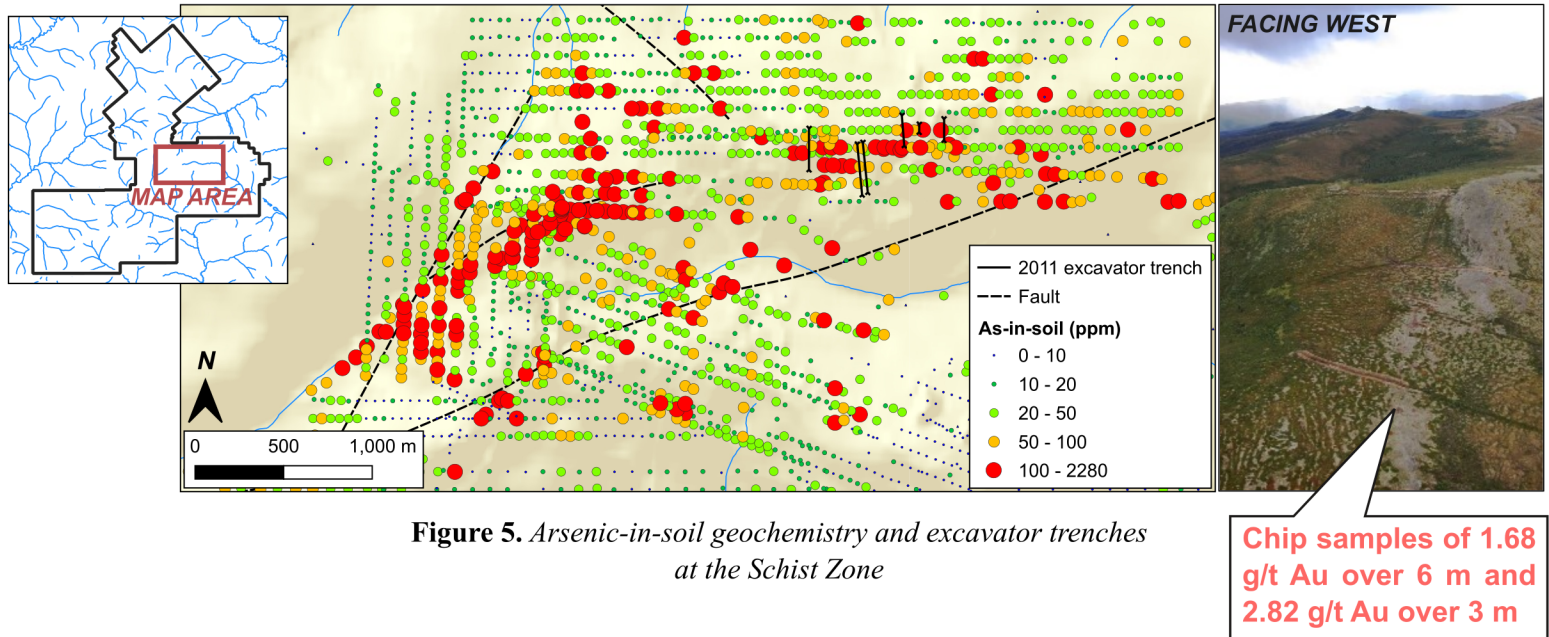 MAP AREA
N
0 500 1,000 m
2011 excavator trench
Fault
As-in-soil (ppm)
0 - 10
10 - 20
20 - 50
50 - 100
100 - 2280
FACING WEST
Chip samples of 1.68
g/t Au over 6 m and
2.82 g/t Au over 3 m
Figure 5. Arsenic-in-soil geochemistry and excavator trenches
at the Schist Zone